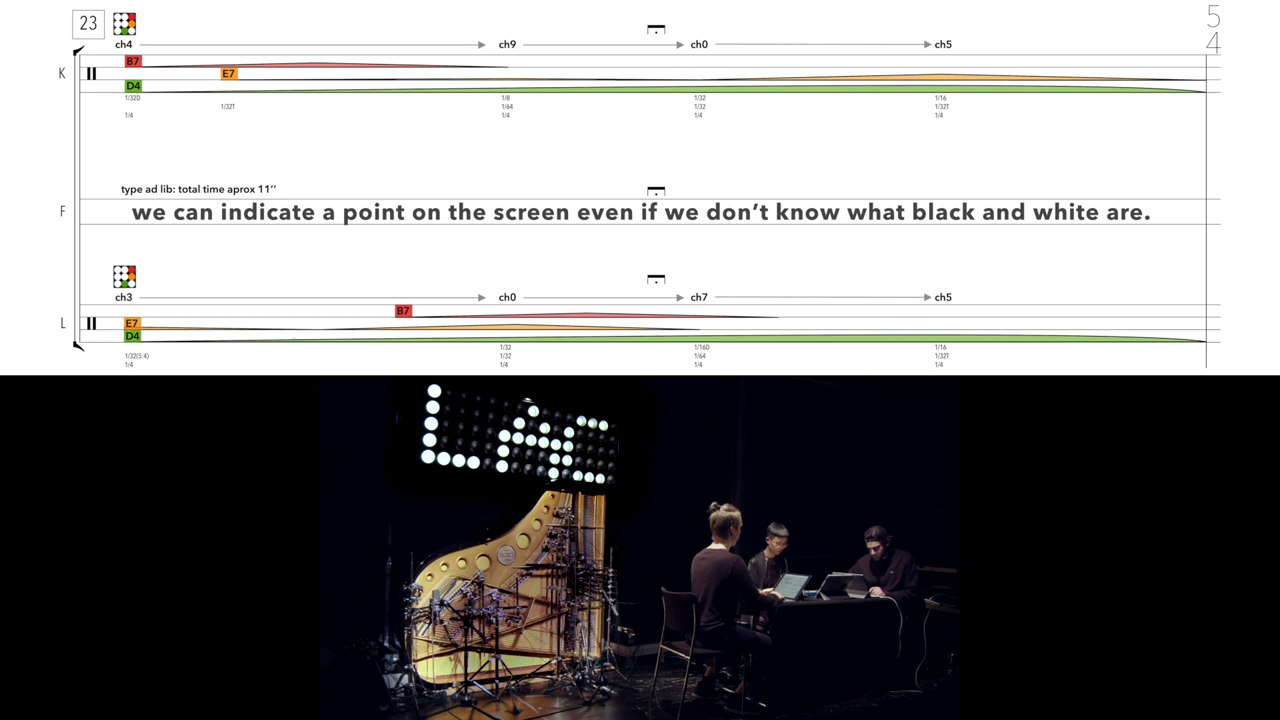 23
5
4
ch4 ch9 ch0 ch5
B7
K
E7
D4
1/32D 1/8 1/32 1/16
1/32T 1/64 1/32 1/32T
1/4 1/4 1/4 1/4
type ad lib: total time aprox 11’’
F
we can indicate a point on the screen even if we don’t know what black and white are.
ch3 ch0 ch7 ch5
B7
L
E7
D4
1/32 1/16D 1/16
1/32(5:4) 1/32 1/64 1/32T
1/4 1/4 1/4 1/4
LAC